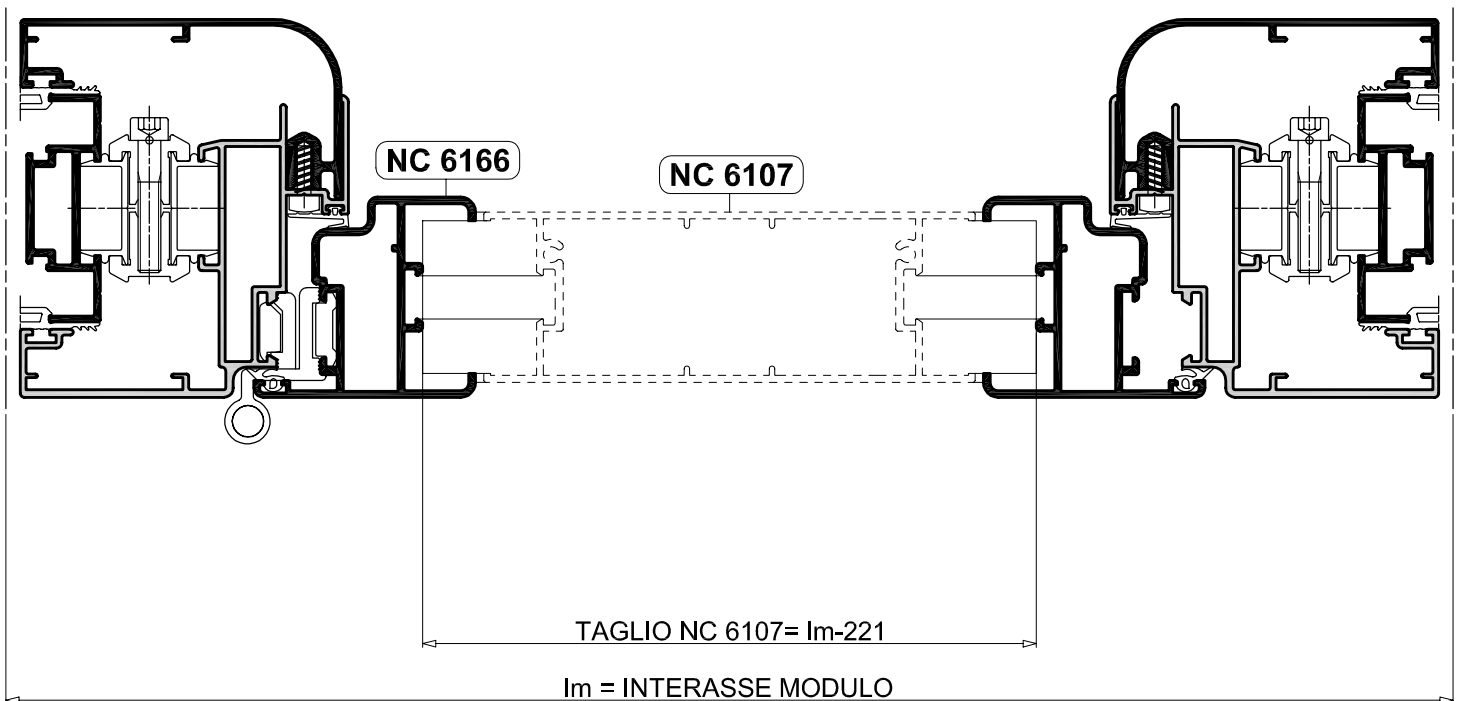 NC 6166
NC 6107
TAGLIO NC 6107= Im-221
Im = INTERASSE MODULO